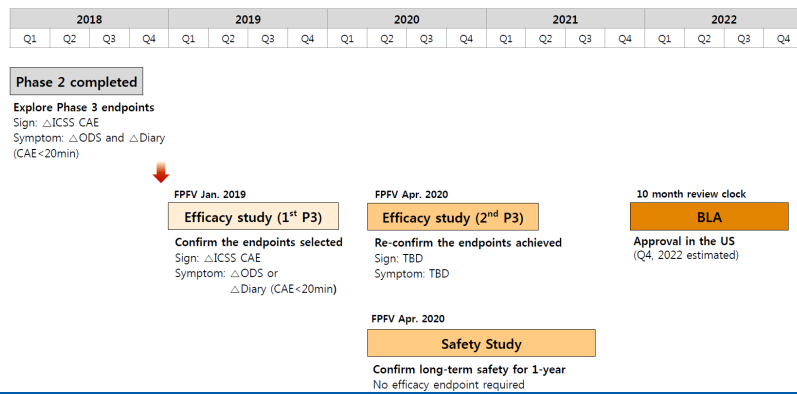 2018 2019 2020 2021 2022
Q1 Q2 Q3 Q4 Q1 Q2 Q3 Q4 Q1 Q2 Q3 Q4 Q1 Q2 Q3 Q4 Q1 Q2 Q3 Q4
Phase 2 completed
Explore Phase 3 endpoints
Sign: △ICSS CAE
Symptom: △ODS and △Diary
(CAE<20min)
FPFV Jan. 2019
Efficacy study (1st P3)
Confirm the endpoints selected
Sign: △ICSS CAE
Symptom: △ODS or
△Diary (CAE<20min)
FPFV Apr. 2020
Efficacy study (2nd P3)
Re-confirm the endpoints achieved
Sign: TBD
Symptom: TBD
10 month review clock
BLA
Approval in the US
(Q4, 2022 estimated)
FPFV Apr. 2020
Safety Study
Confirm long-term safety for 1-year
No efficacy endpoint required